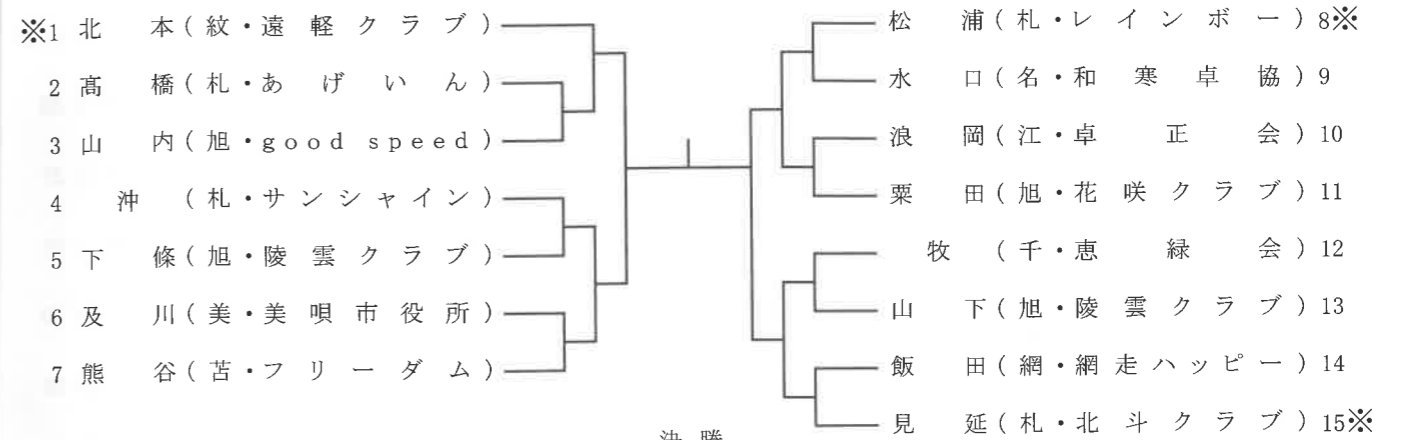 ※1 北本(紋・遠軽クラブ)
2 髙橋(札・あげいん)
3 山内(旭・good speed)
4 沖(札・サンシャイン)
5 下條(旭・陵雲クラブ)
6 及川(美・美唄市役所)
7 熊谷(苫・フリーダム)
松浦(札・レインボー)8※
水口(名・和寒卓協)9
浪岡(江・卓正会)10
粟田(旭・花咲クラブ)11
牧(千・恵緑会)12
山下(旭・陵雲クラブ)13
飯田(網・網走ハッピー)14
見延(札・北斗クラブ)15※
決勝